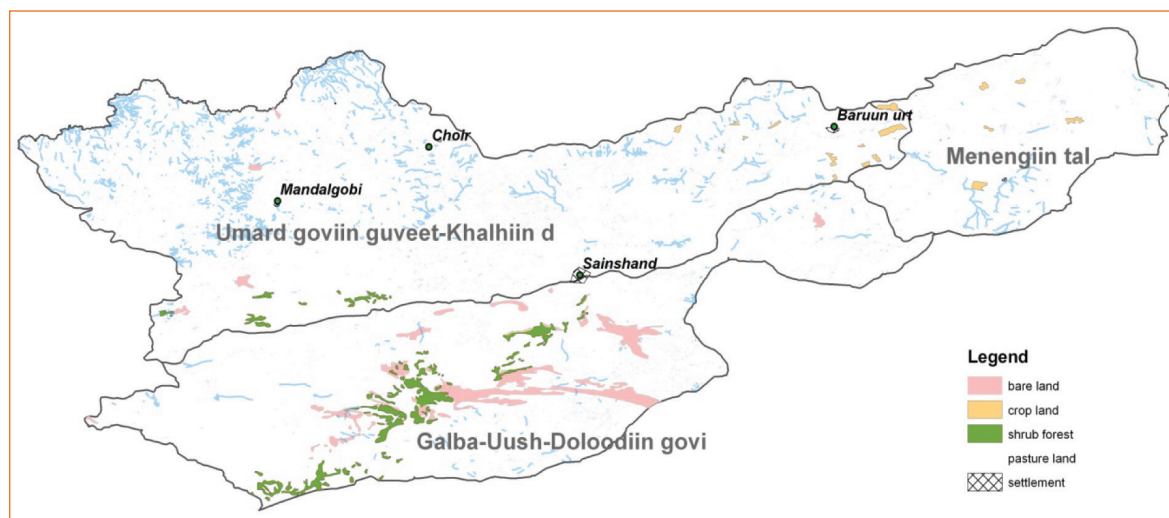 Baruun urt
Choir
Menengiin tal
Mandalgobi
Umard goviin guveet-Khalhiin d
Sainshand
Galba-Uush-Doloodiin govi
Legend
bare land
crop land
shrub forest
pasture land
settlement